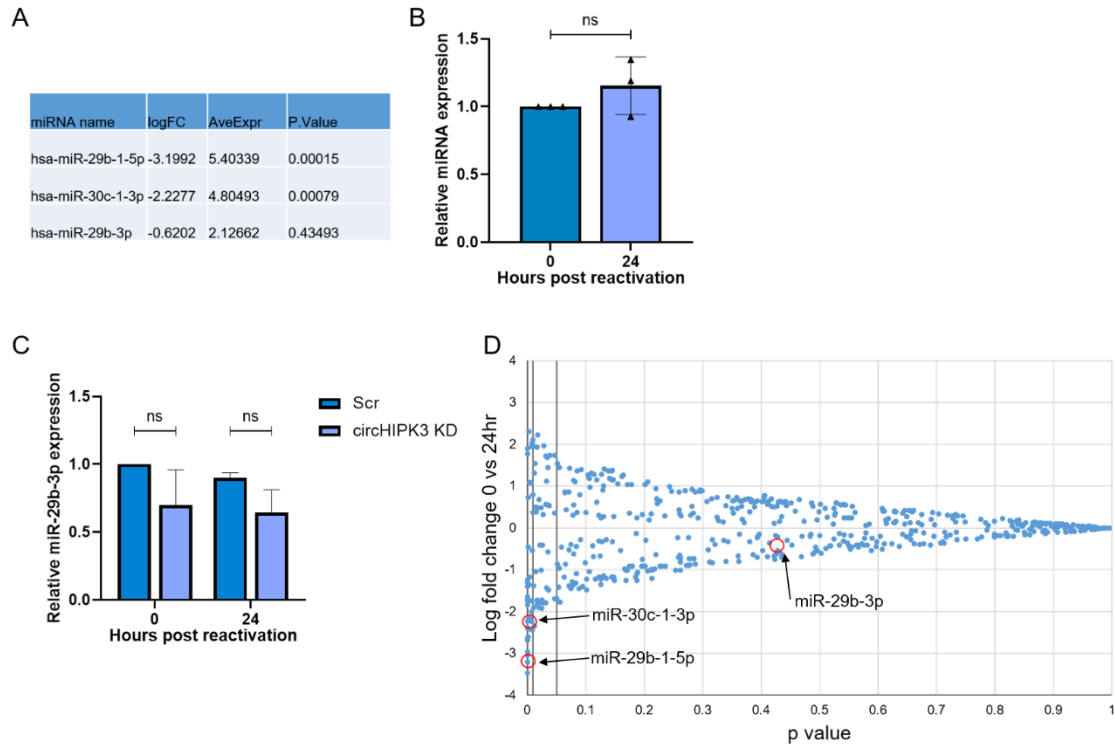 A
miRNA name logFC AveExpr P.Value
hsa-miR-29b-1-5p -3.1992 5.40339 0.00015
hsa-miR-30c-1-3p -2.2277 4.80493 0.00079
hsa-miR-29b-3p -0.6202 2.12662 0.43493
B
ns
Relative miRNA expression
1.5
1.0
0.5
0.0
0 24
Hours post reactivation
C
Relative miR-29b-3p expression
1.5
1.0
0.5
0.0
ns ns
0 24
Hours post reactivation
Scr
circHIPK3 KD
D
Log fold change 0 vs 24hr
4
3
2
1
0
-1
-2
-3
-4
miR-29b-3p
miR-30c-1-3p
miR-29b-1-5p
0 0.1 0.2 0.3 0.4 0.5 0.6 0.7 0.8 0.9 1
p value